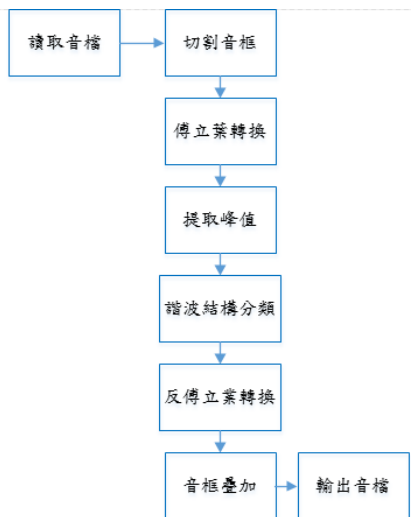 讀取音檔
切割音框
傅立葉轉換
提取峰值
諧波結構分類
反傅立業轉換
音框疊加
輸出音檔